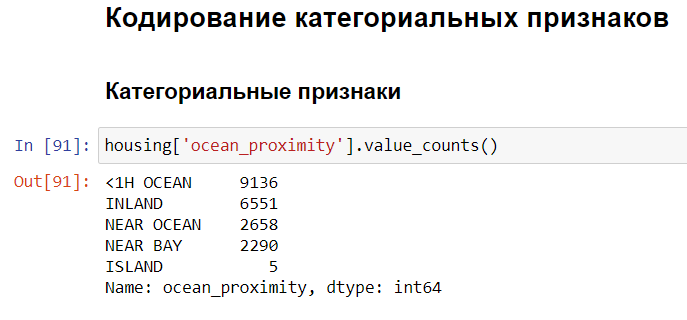 Кодирование категориальных признаков
Категориальные признаки
In [91]: housing['ocean_proximity'].value_counts()
Out[91]: <1H OCEAN     9136
INLAND        6551
NEAR OCEAN    2658
NEAR BAY      2290
ISLAND           5
Name: ocean_proximity, dtype: int64